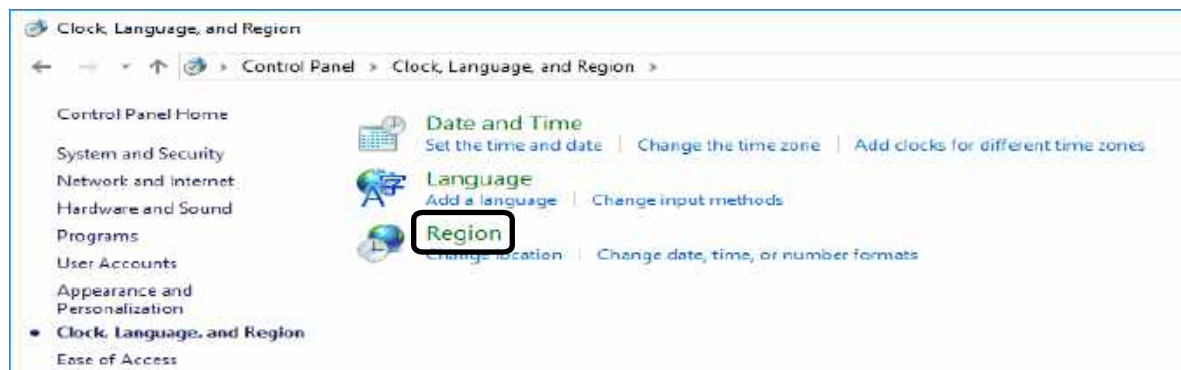 Clock, Language, and Region
Control Panel > Clock, Language, and Region >
Control Panel Home
System and Security
Network and Internet
Hardware and Sound
Programs
User Accounts
Appearance and
Personalization
Clock, Language, and Region
Ease of Access
Date and Time
Set the time and date | Change the time zone | Add clocks for different time zones
Language
Add a language | Change input methods
Region
Change location | Change date, time, or number formats